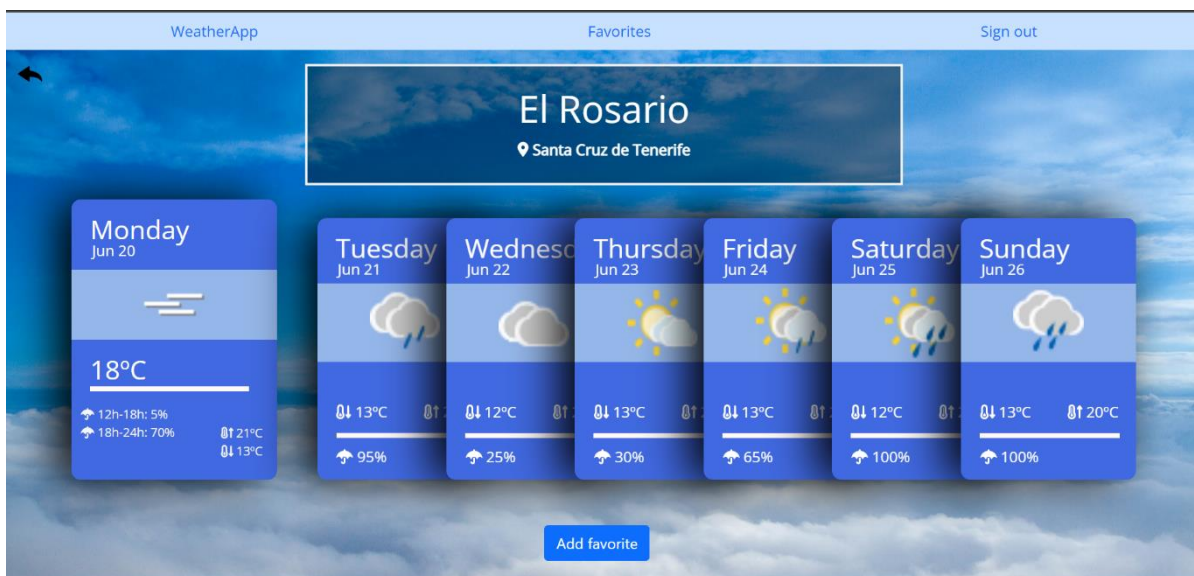 WeatherApp Favorites Sign out
El Rosario
Santa Cruz de Tenerife
Monday
Jun 20
18ºC
12h-18h: 5%
18h-24h: 70%
21ºC
13ºC
Tuesday
Jun 21
13ºC
95%
Wednesd
Jun 22
12ºC
25%
Thursday
Jun 23
13ºC
30%
Friday
Jun 24
13ºC
65%
Saturday
Jun 25
12ºC
100%
Sunday
Jun 26
13ºC 20ºC
100%
Add favorite